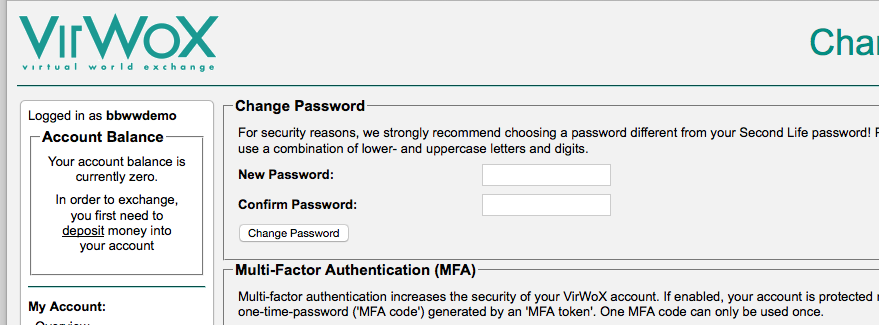 VirWoX
virtual world exchange
Logged in as bbwwdemo
Account Balance
Your account balance is
currently zero.
In order to exchange,
you first need to
deposit money into
your account
My Account:
Overview
Change Password
For security reasons, we strongly recommend choosing a password different from your Second Life password!
use a combination of lower- and uppercase letters and digits.
New Password:
Confirm Password:
Change Password
Multi-Factor Authentication (MFA)
Multi-factor authentication increases the security of your VirWoX account. If enabled, your account is protected
one-time-password ('MFA code') generated by an 'MFA token'. One MFA code can only be used once.